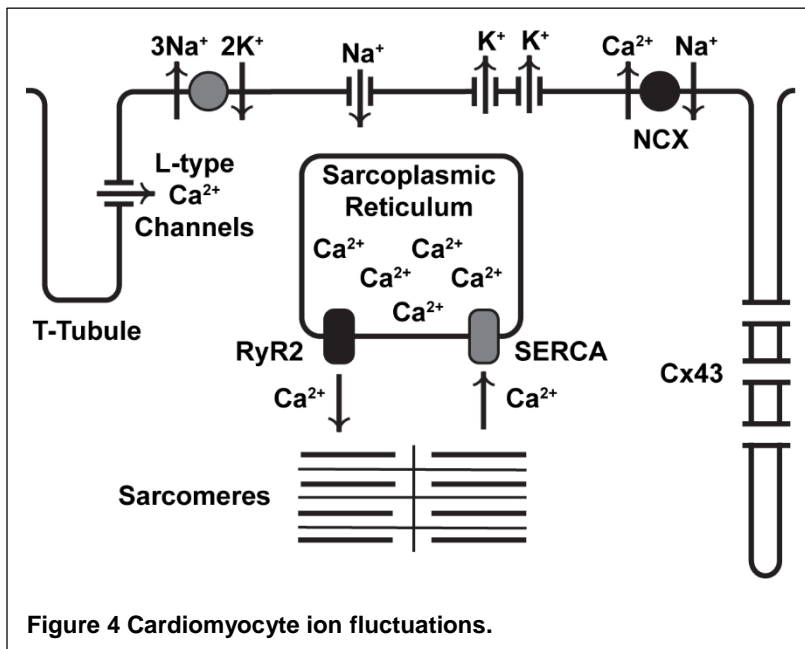 3Na⁺ 2K⁺
Na⁺
K⁺ K⁺
Ca²⁺ Na⁺
NCX
L-type
Ca²⁺
Channels
T-Tubule
Sarcoplasmic
Reticulum
Ca²⁺ Ca²⁺
Ca²⁺ Ca²⁺
Ca²⁺
RyR2
SERCA
Ca²⁺
Ca²⁺
Cx43
Sarcomeres
Figure 4 Cardiomyocyte ion fluctuations.